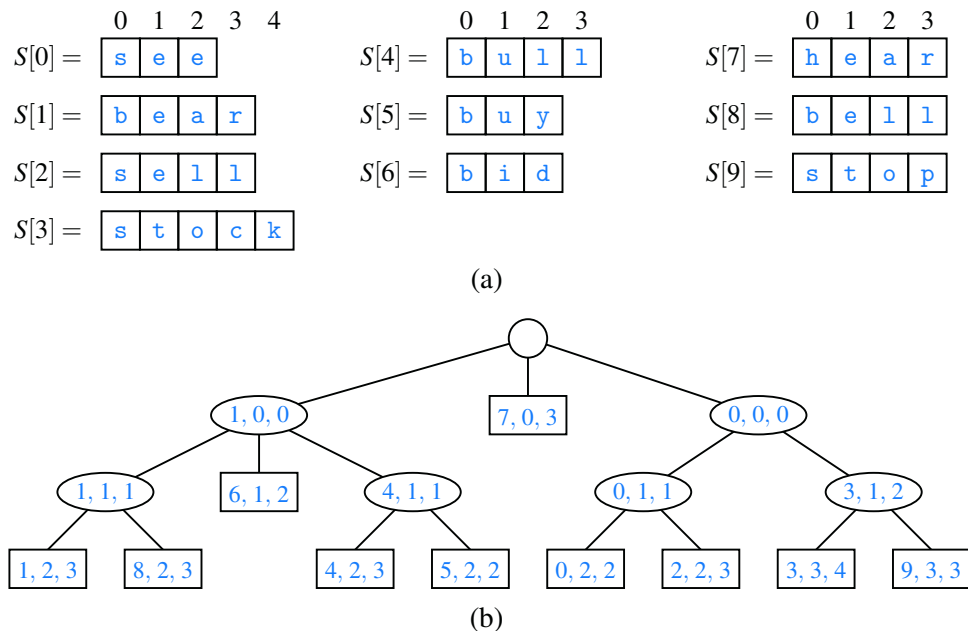 0 1 2 3 4
0 1 2 3
0 1 2 3
S[0] = s e e
S[4] = b u l l
S[7] = h e a r
S[1] = b e a r
S[5] = b u y
S[8] = b e l l
S[2] = s e l l
S[6] = b i d
S[9] = s t o p
S[3] = s t o c k
(a)
1, 0, 0
7, 0, 3
0, 0, 0
1, 1, 1
6, 1, 2
4, 1, 1
0, 1, 1
3, 1, 2
1, 2, 3
8, 2, 3
4, 2, 3
5, 2, 2
0, 2, 2
2, 2, 3
3, 3, 4
9, 3, 3
(b)